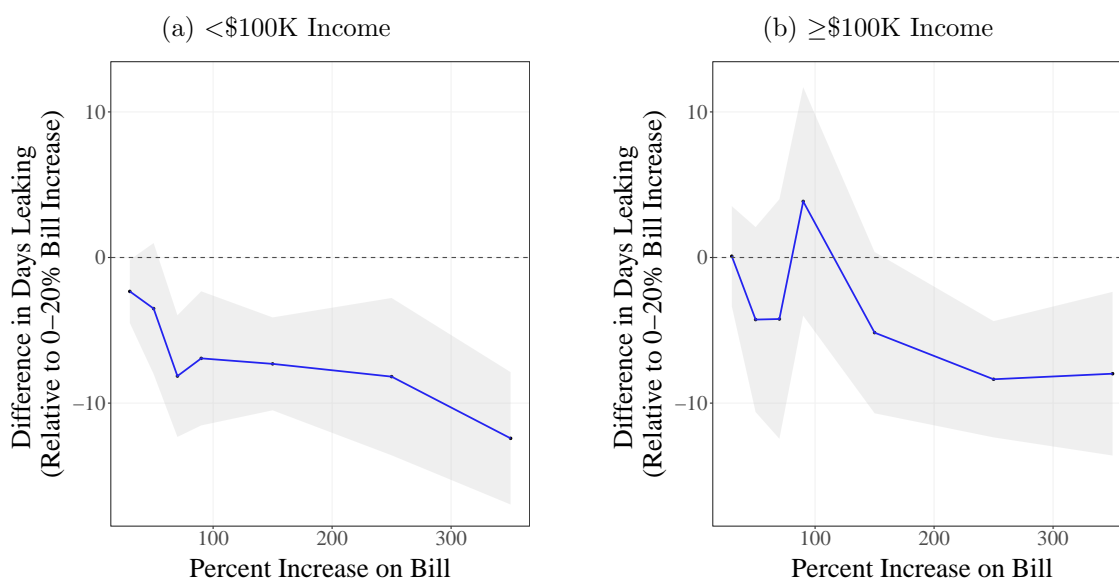 (a) <$100K Income
Difference in Days Leaking
(Relative to 0−20% Bill Increase)
10
0
−10
100
200
300
Percent Increase on Bill
(b) ≥$100K Income
Difference in Days Leaking
(Relative to 0−20% Bill Increase)
10
0
−10
100
200
300
Percent Increase on Bill